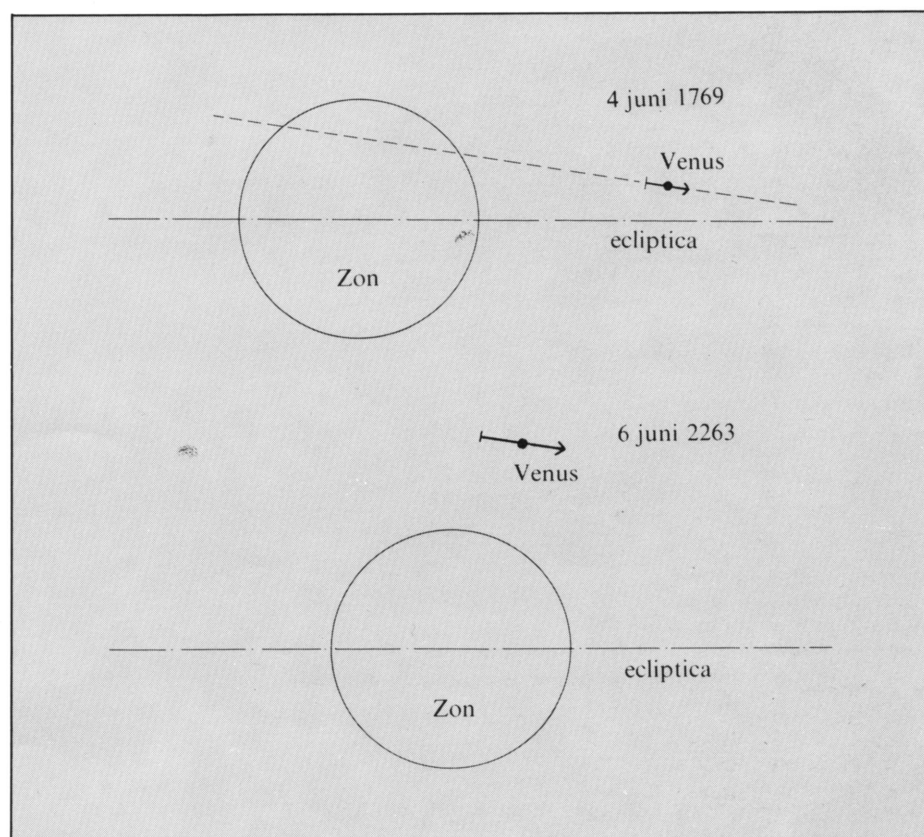 4 juni 1769
Venus
ecliptica
Zon
6 juni 2263
Venus
ecliptica
Zon